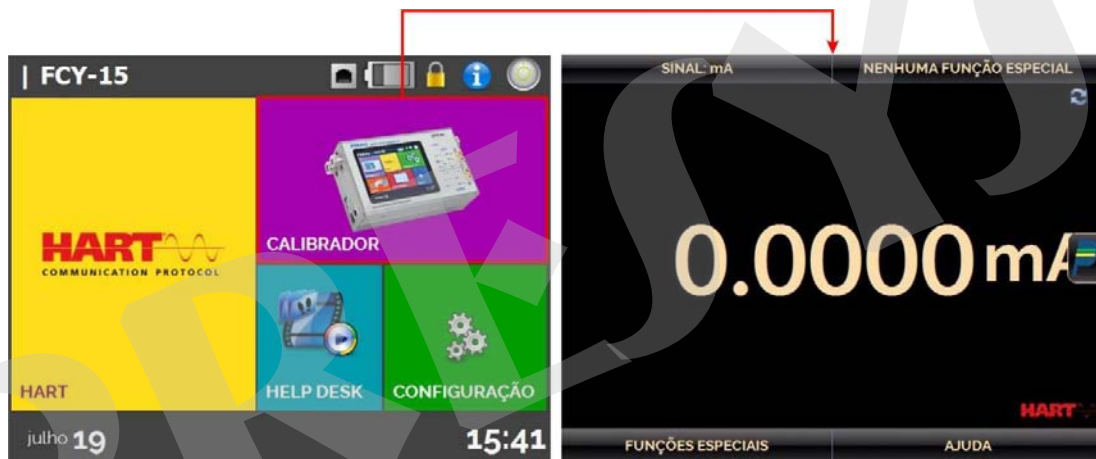 | FCY-15
HART
COMMUNICATION PROTOCOL
HART
CALIBRADOR
HELP DESK
CONFIGURAÇÃO
julho 19
15:41
SINAL: mA
NENHUMA FUNÇÃO ESPECIAL
0.0000 mA
HART
FUNÇÕES ESPECIAIS
AJUDA
PRESYS